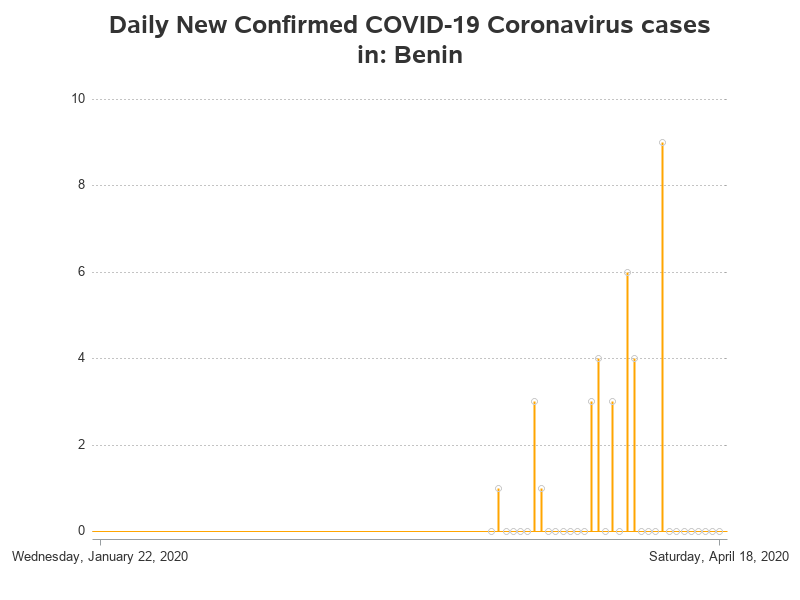 Daily New Confirmed COVID-19 Coronavirus cases
in: Benin
10
8
6
4
2
0
Wednesday, January 22, 2020
Saturday, April 18, 2020